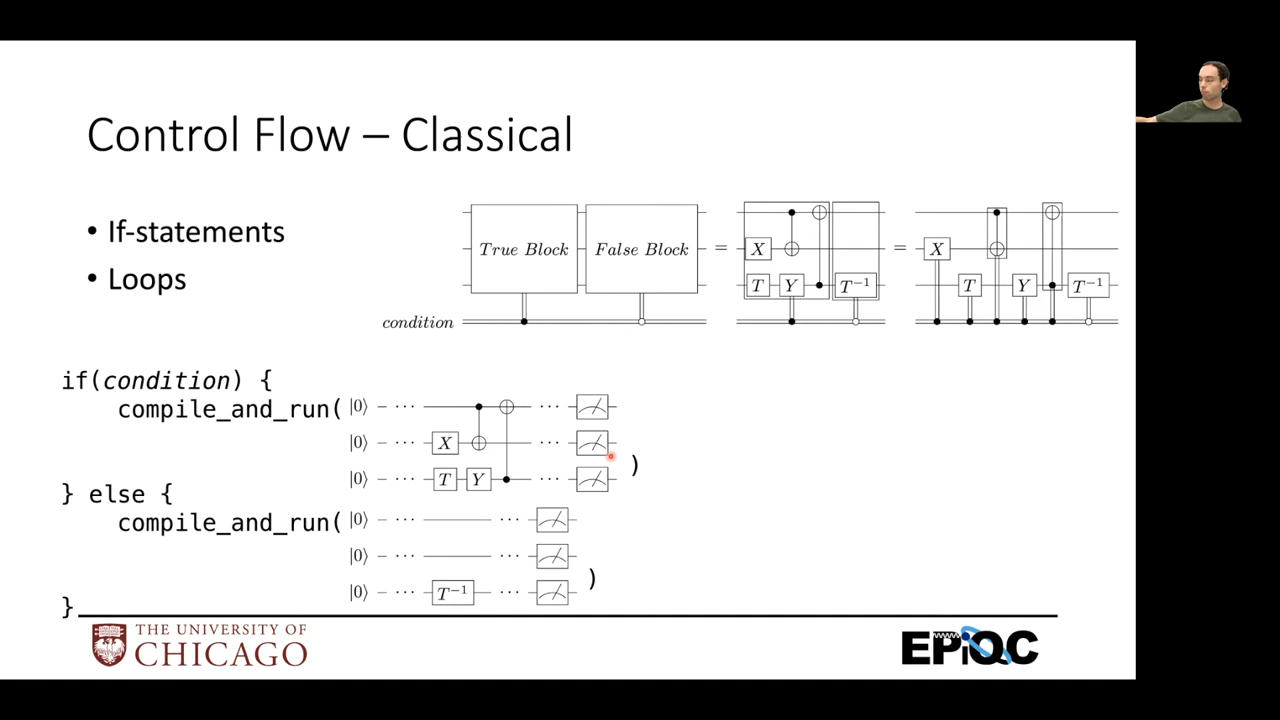 Control Flow – Classical
• If-statements
• Loops
True Block False Block = X T Y T⁻¹ = X T Y T⁻¹
condition
if(condition) {
compile_and_run( |0⟩ ···  ···
|0⟩ ··· X ···
|0⟩ ··· T Y ··· )
} else {
compile_and_run( |0⟩ ··· ···
|0⟩ ··· ···
|0⟩ ··· T⁻¹ ··· )
}
THE UNIVERSITY OF
CHICAGO
EPiQC